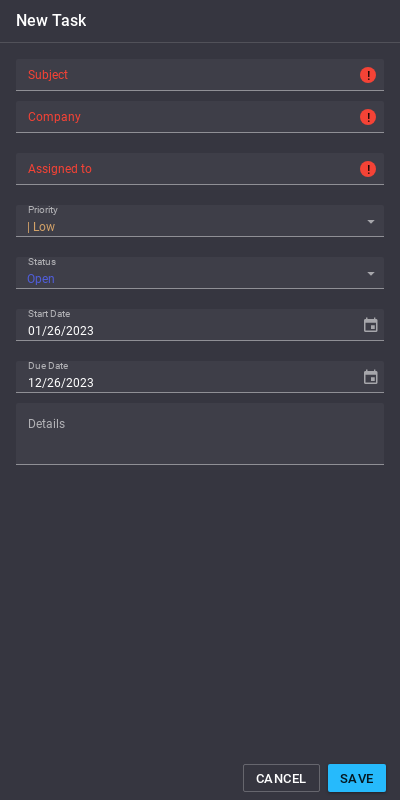 New Task
Subject
Company
Assigned to
Priority
| Low
Status
Open
Start Date
01/26/2023
Due Date
12/26/2023
Details
CANCEL
SAVE